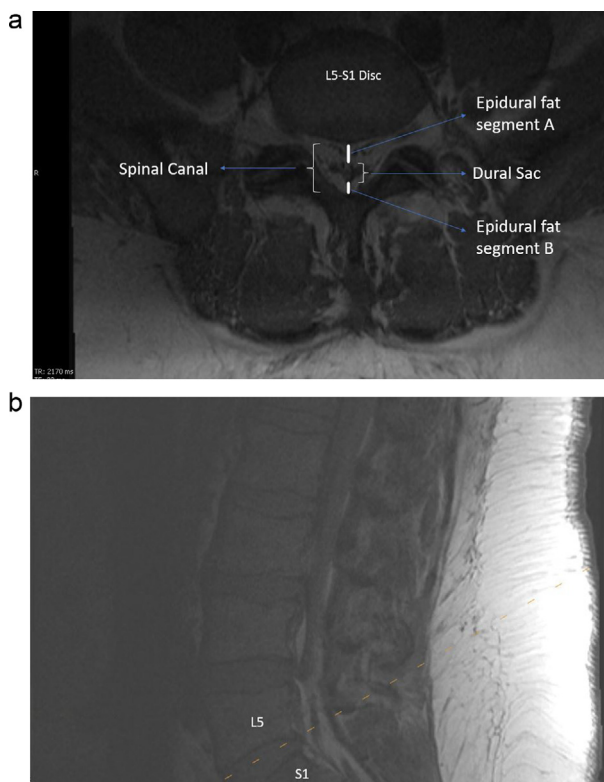 a
L5-S1 Disc
Epidural fat
segment A
Spinal Canal
Dural Sac
R
Epidural fat
segment B
TR: 2170 ms
b
L5
S1